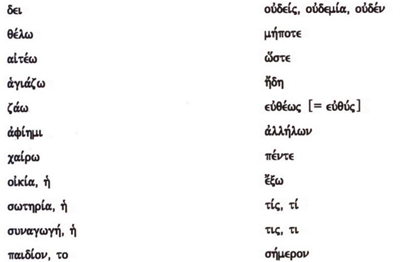 δει
θέλω
αἰτέω
ἁγιάζω
ζάω
ἀφίημι
χαίρω
οἰκία, ἡ
σωτηρία, ἡ
συναγωγή, ἡ
παιδίον, το
οὐδείς, οὐδεμία, οὐδέν
μήποτε
ὥστε
ἤδη
εὐθέως [= εὐθύς]
ἀλλήλων
πέντε
ἔξω
τίς, τί
τις, τι
σήμερον